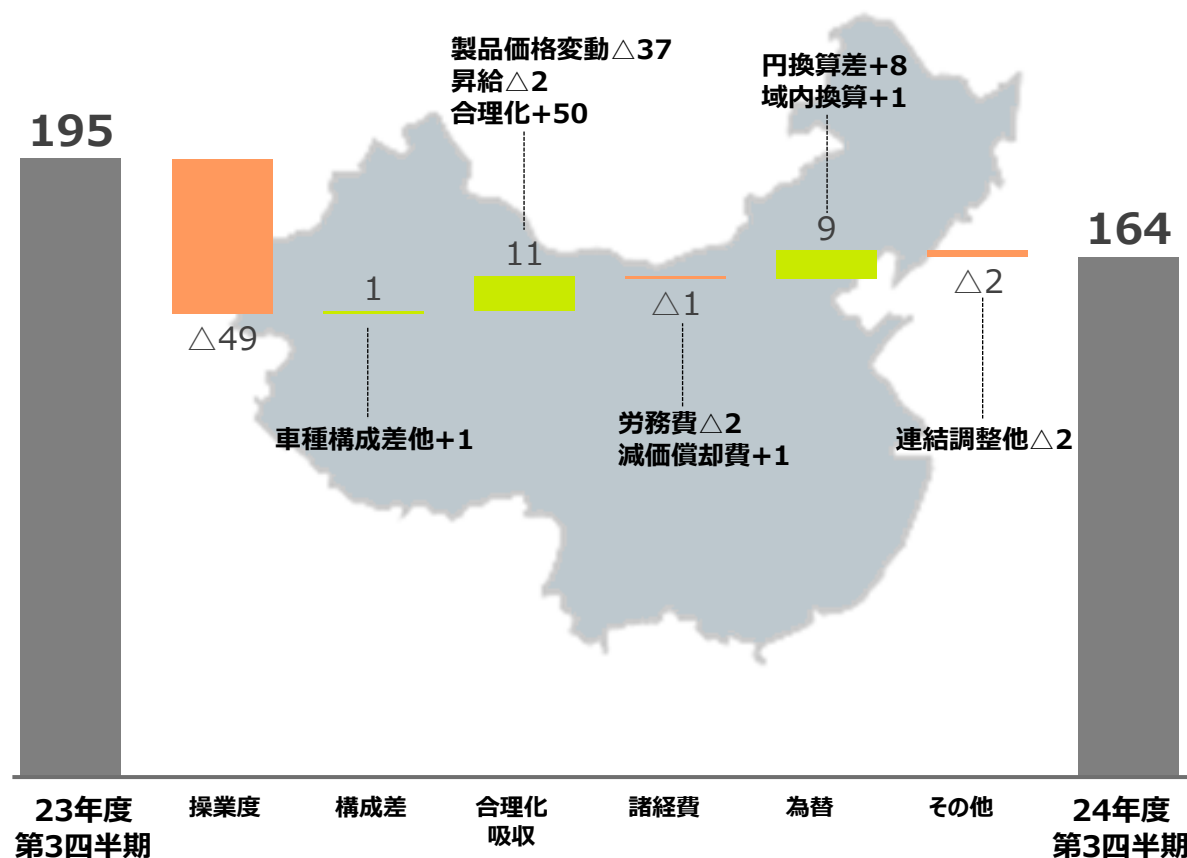 製品価格変動△37
昇給△2
合理化+50
円換算差+8
域内換算+1
195
164
△49
1
11
△1
9
△2
車種構成差他+1
労務費△2
減価償却費+1
連結調整他△2
23年度
第3四半期
操業度
構成差
合理化
吸収
諸経費
為替
その他
24年度
第3四半期